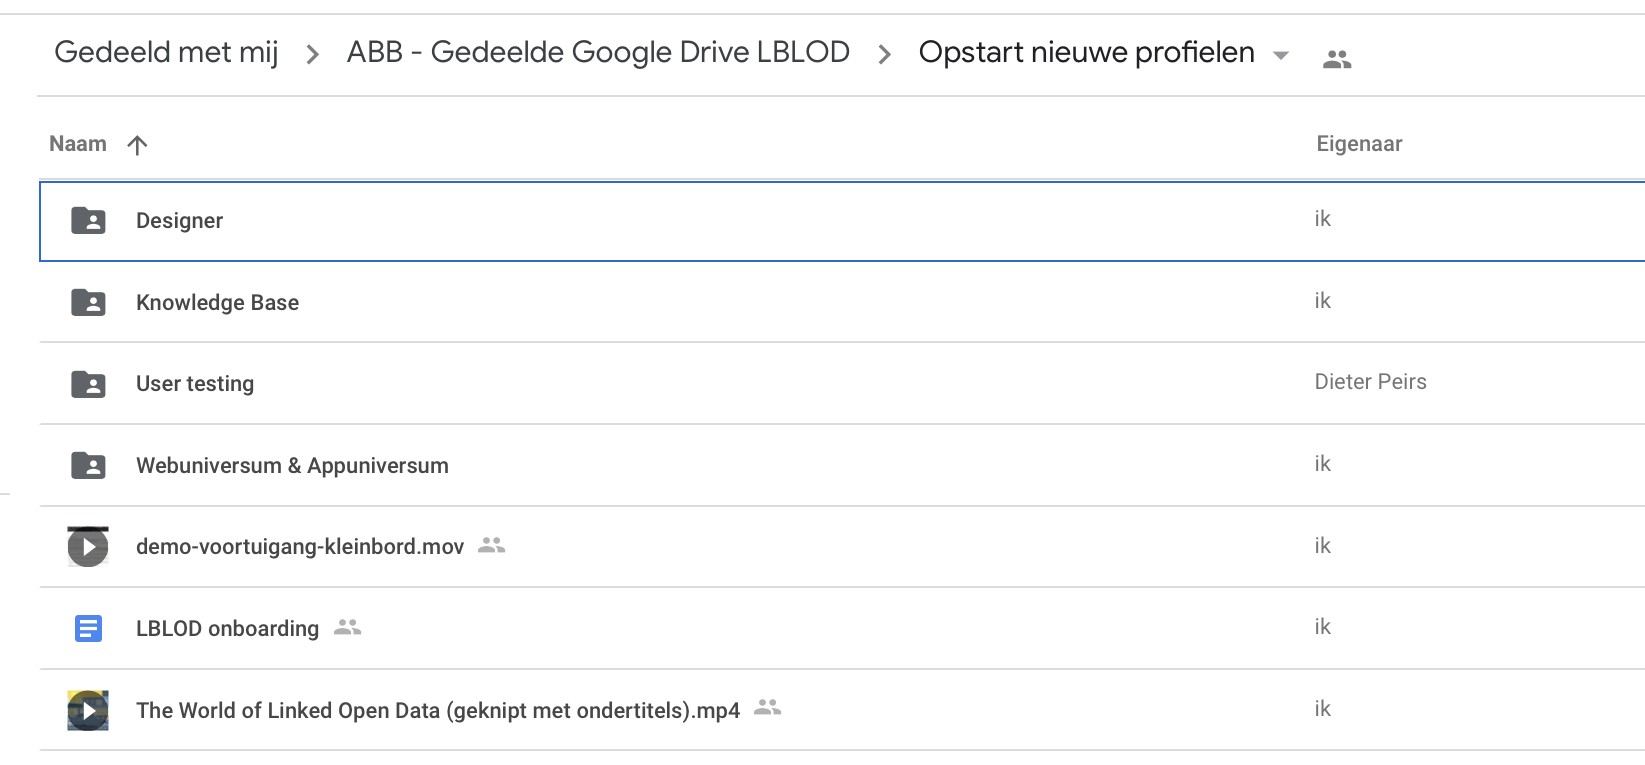 Gedeeld met mij > ABB - Gedeelde Google Drive LBLOD > Opstart nieuwe profielen
Naam Eigenaar
Designer ik
Knowledge Base ik
User testing Dieter Peirs
Webuniversum & Appuniversum ik
demo-voortuigang-kleinbord.mov ik
LBLOD onboarding ik
The World of Linked Open Data (geknipt met ondertitels).mp4 ik